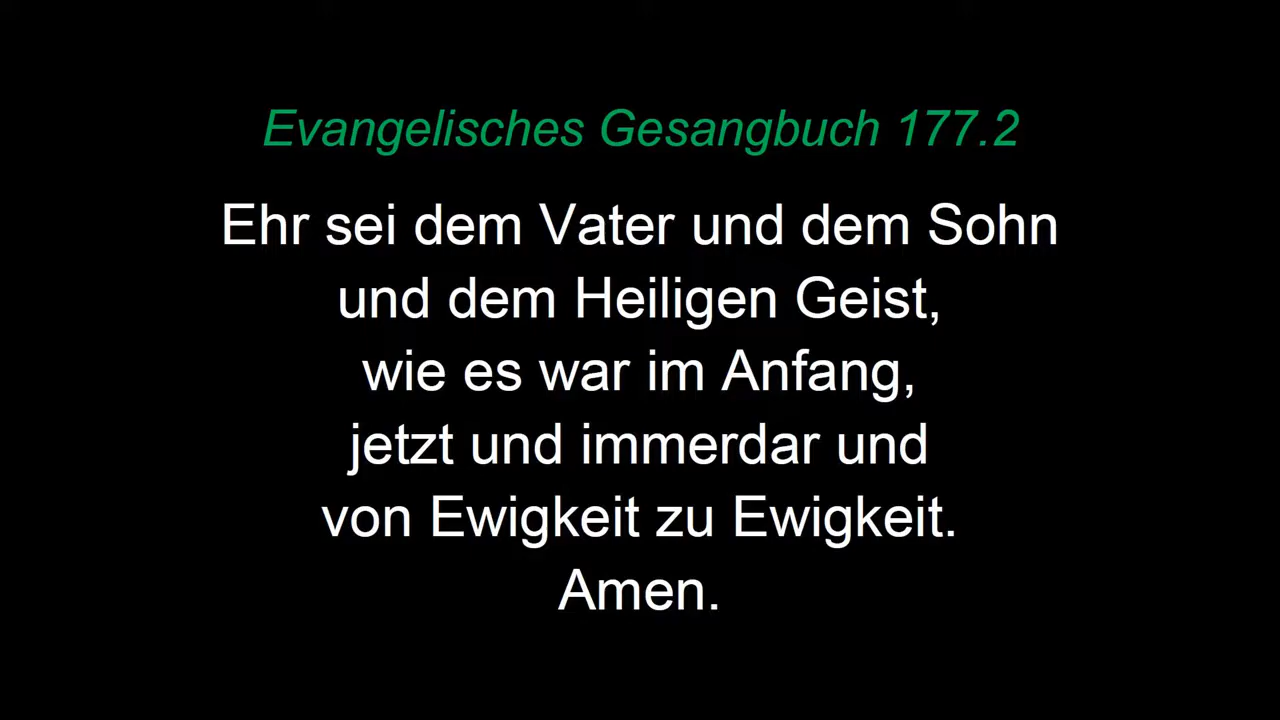 Evangelisches Gesangbuch 177.2
Ehr sei dem Vater und dem Sohn
und dem Heiligen Geist,
wie es war im Anfang,
jetzt und immerdar und
von Ewigkeit zu Ewigkeit.
Amen.